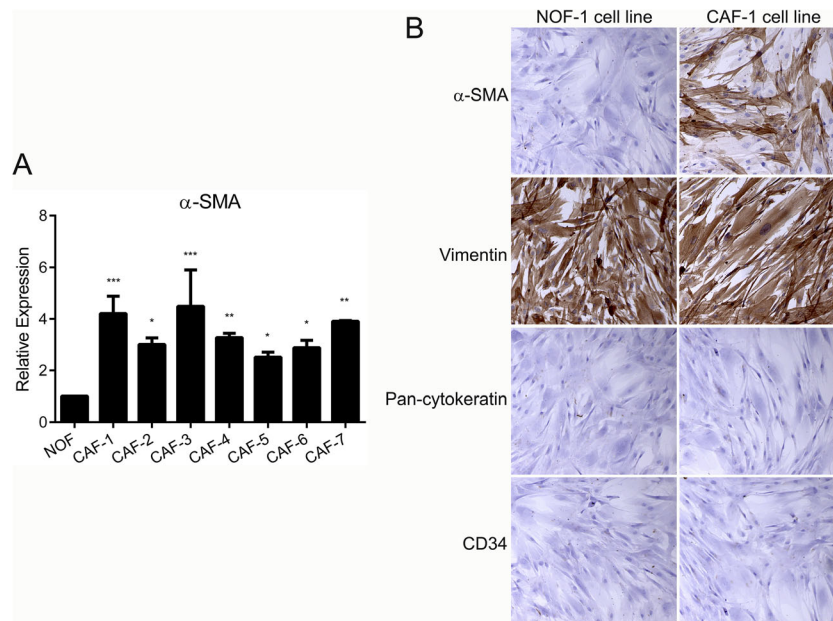 A
α-SMA
Relative Expression
8
6
4
2
0
***
*
***
**
*
*
**
NOF
CAF-1
CAF-2
CAF-3
CAF-4
CAF-5
CAF-6
CAF-7
B
NOF-1 cell line CAF-1 cell line
α-SMA
Vimentin
Pan-cytokeratin
CD34